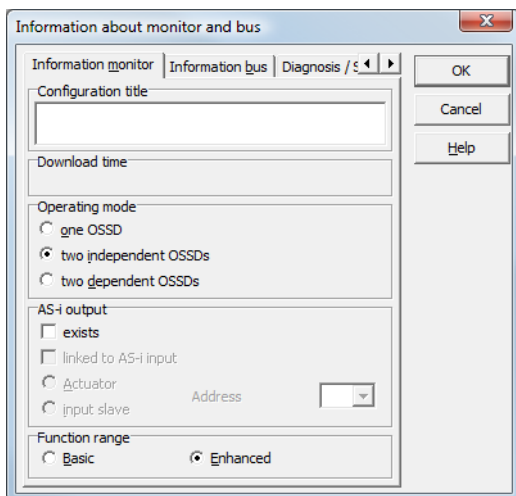 Information about monitor and bus
Information monitor
Information bus
Diagnosis /
OK
Configuration title
Cancel
Help
Download time
Operating mode
one OSSD
two independent OSSDs
two dependent OSSDs
AS-i output
exists
linked to AS-i input
Actuator
Address
input slave
Function range
Basic
Enhanced